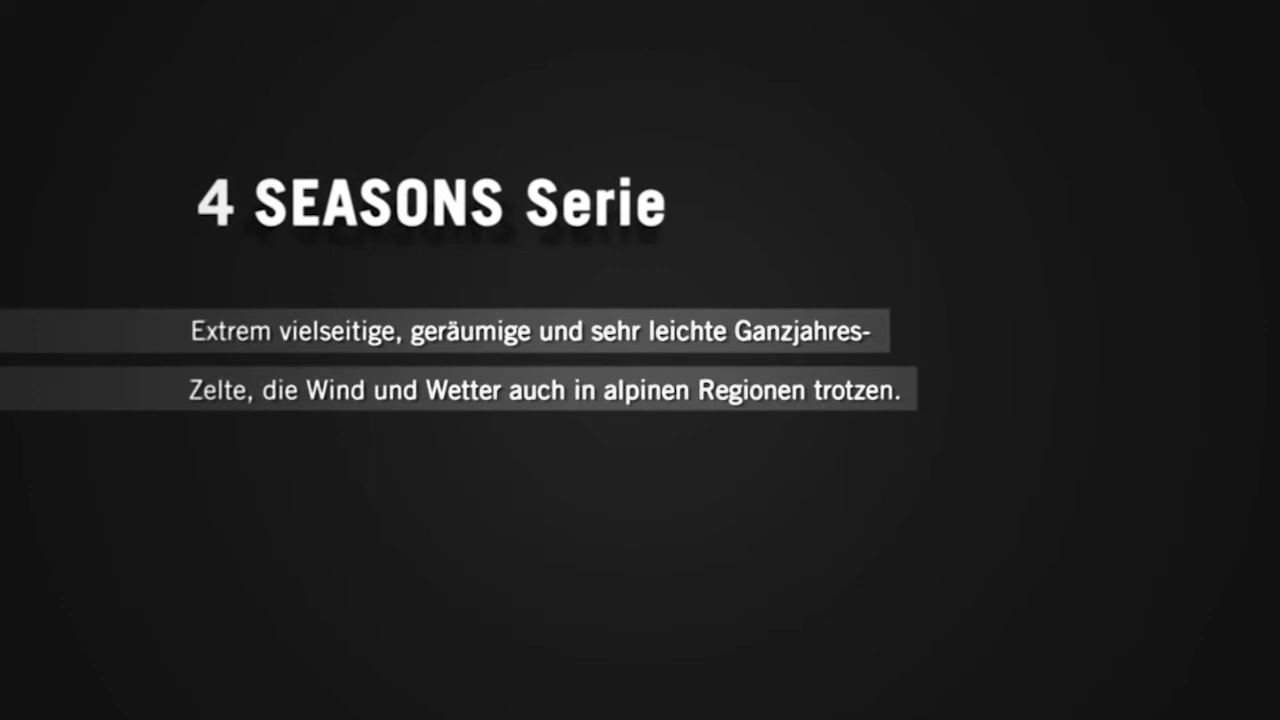 4 SEASONS Serie
Extrem vielseitige, geräumige und sehr leichte Ganzjahres-
Zelte, die Wind und Wetter auch in alpinen Regionen trotzen.